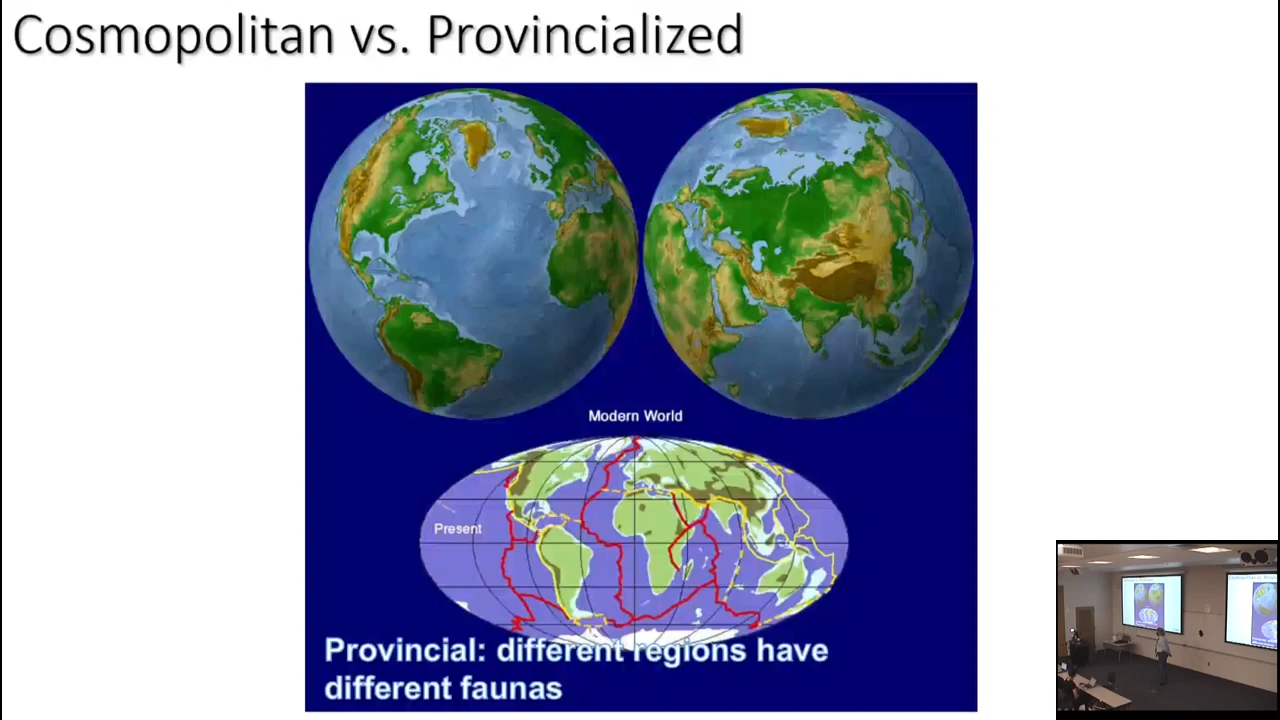 Cosmopolitan vs. Provincialized
Modern World
Present
Provincial: different regions have
different faunas